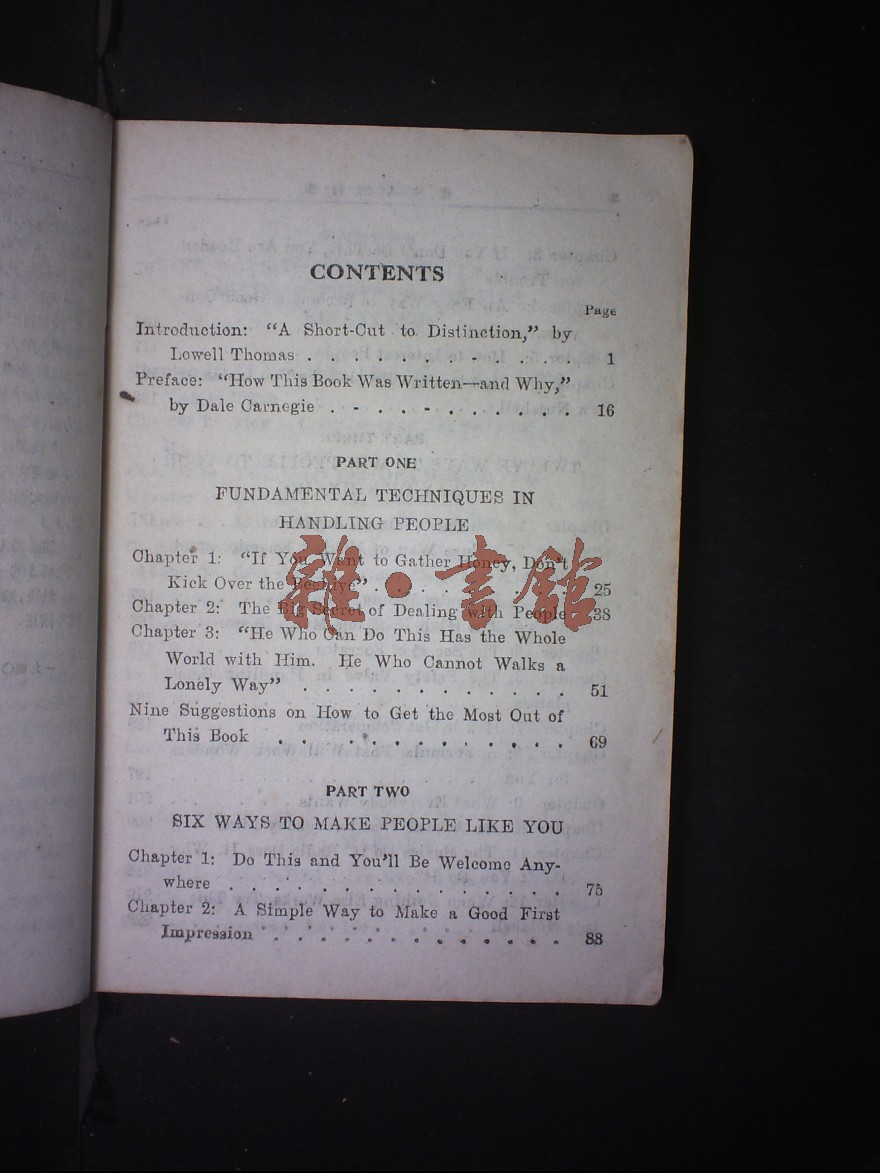 CONTENTS
Page
Introduction: “A Short-Cut to Distinction,” by
Lowell Thomas . . . . . . . . . . . . 1
Preface: “How This Book Was Written—and Why,”
by Dale Carnegie . . . . . . . . . . . 16
PART ONE
FUNDAMENTAL TECHNIQUES IN
HANDLING PEOPLE
Chapter 1: “If You Want to Gather Honey, Don't
Kick Over the Beehive” . . . . . . . . . 25
Chapter 2: The Big Secret of Dealing with People 38
Chapter 3: “He Who Can Do This Has the Whole
World with Him. He Who Cannot Walks a
Lonely Way” . . . . . . . . . . . . 51
Nine Suggestions on How to Get the Most Out of
This Book . . . . . . . . . . . . . 69
PART TWO
SIX WAYS TO MAKE PEOPLE LIKE YOU
Chapter 1: Do This and You'll Be Welcome Any-
where . . . . . . . . . . . . . . . 75
Chapter 2: A Simple Way to Make a Good First
Impression . . . . . . . . . . . . . 88
雜·書館